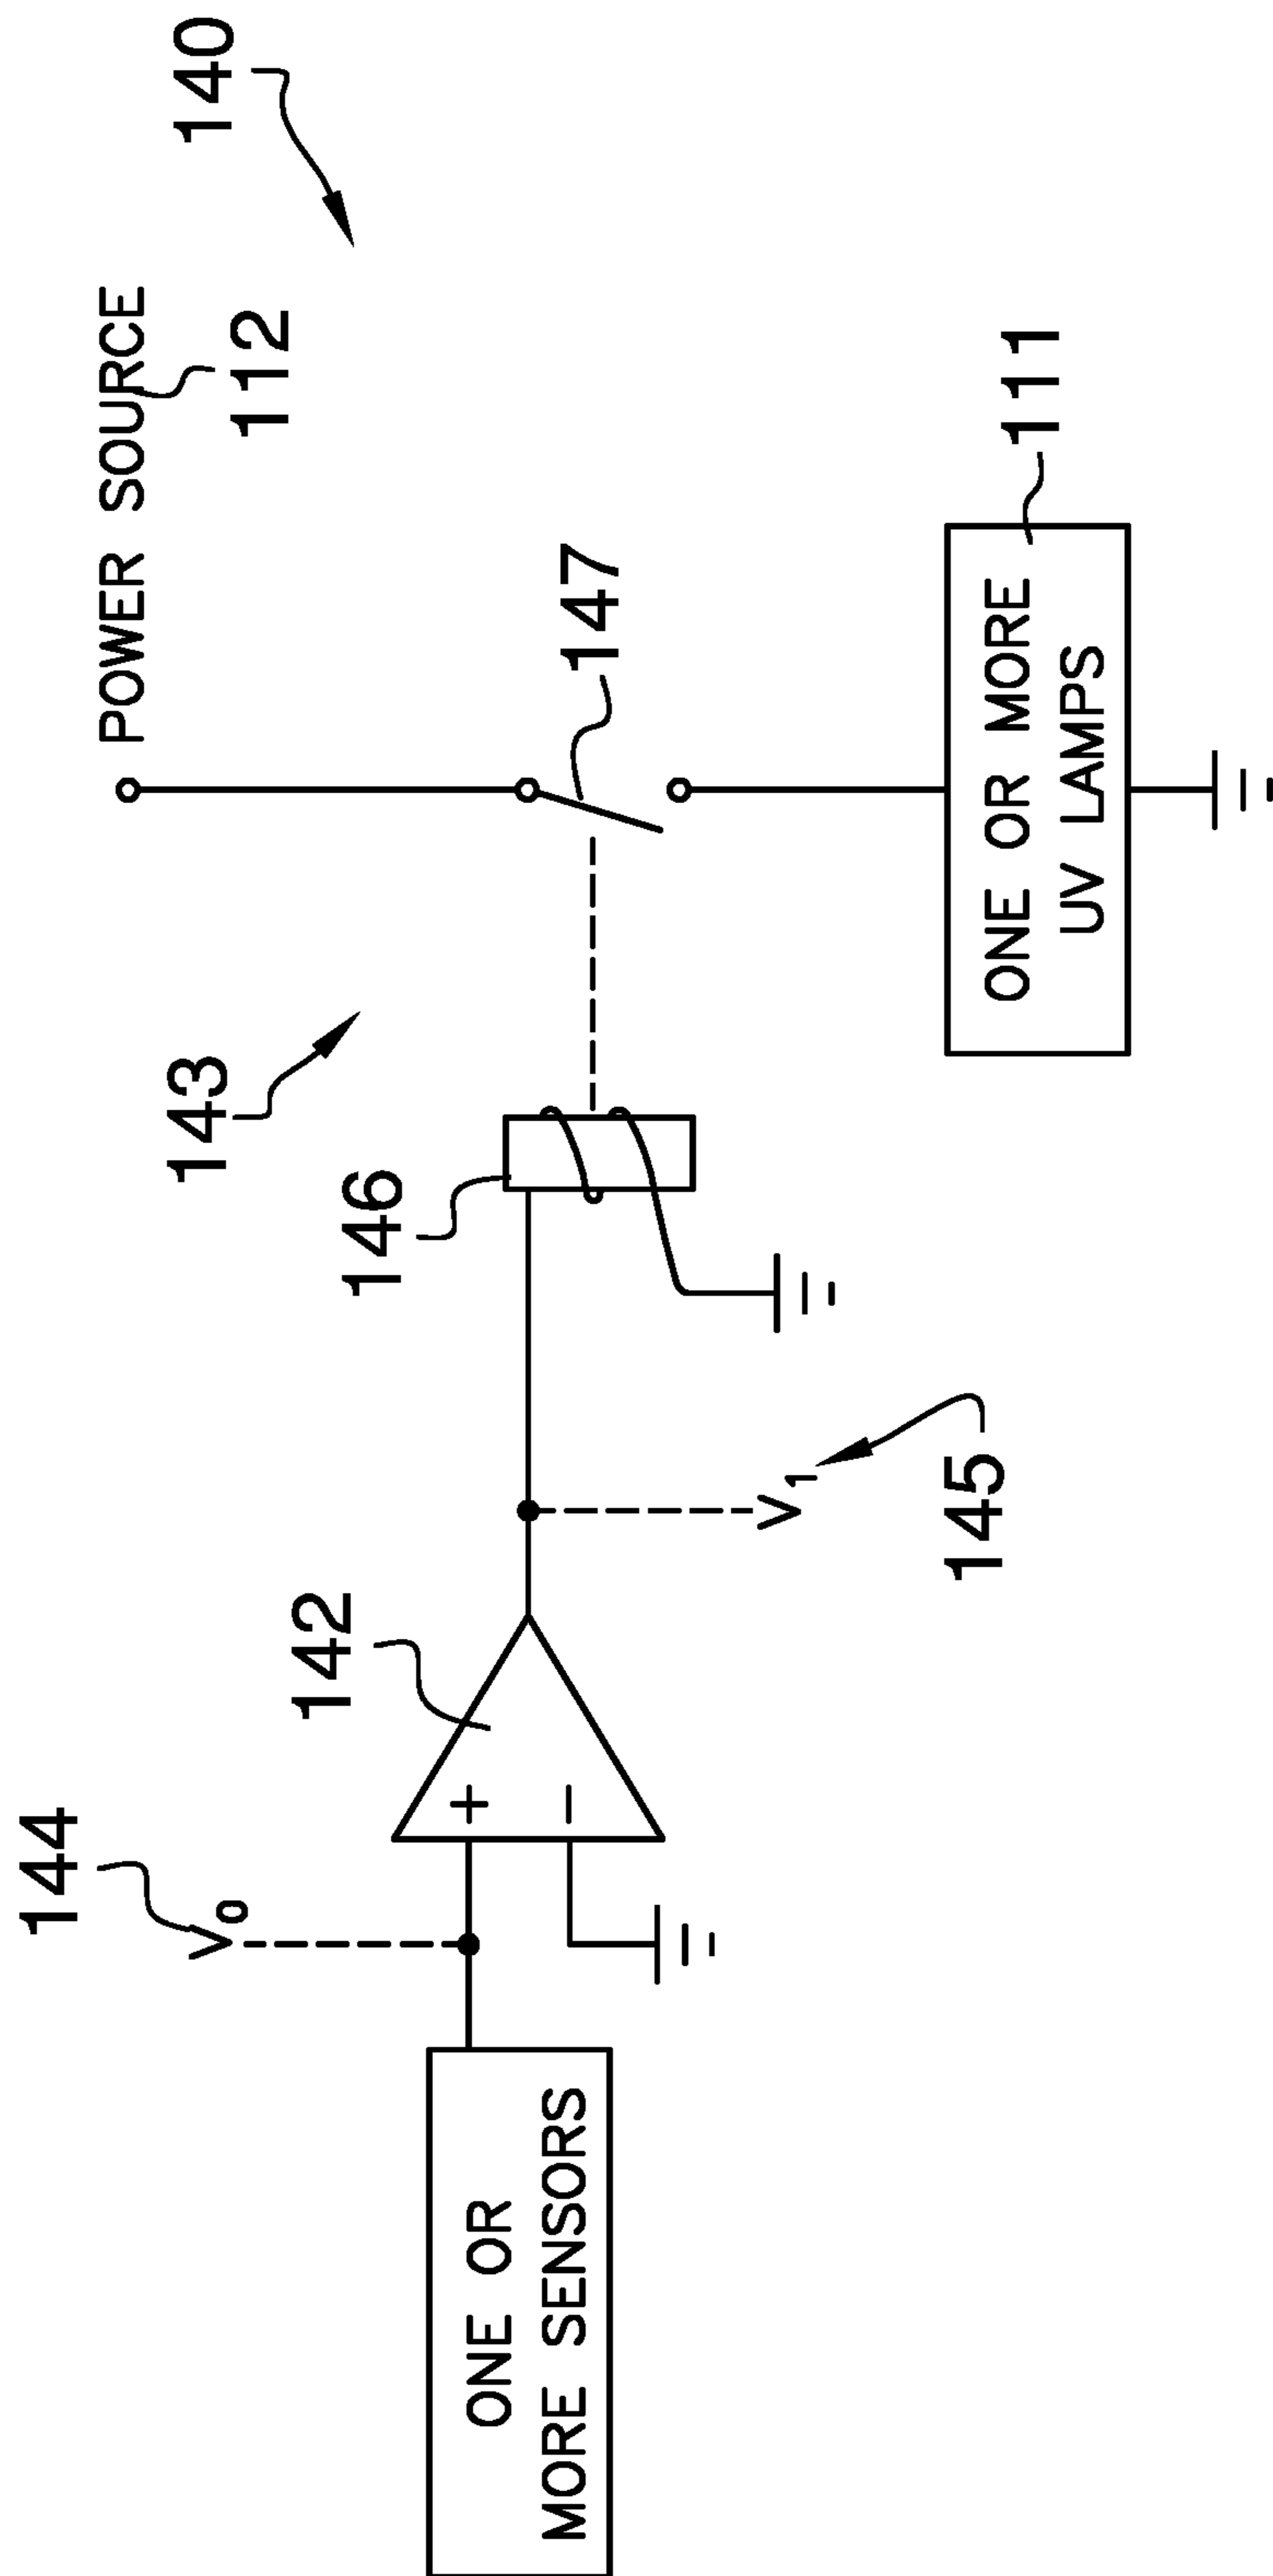 144
V0
142
146
143
POWER SOURCE
112
140
147
ONE OR
MORE SENSORS
+
−
V1
145
ONE OR MORE
UV LAMPS
111